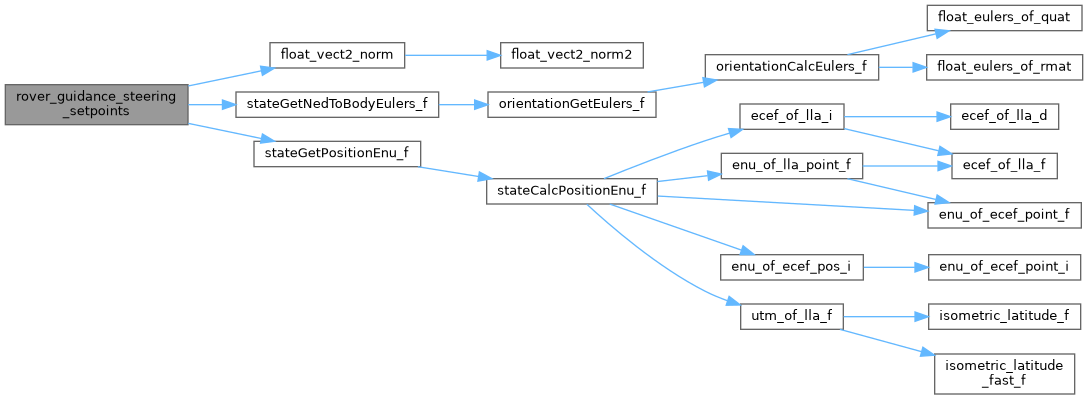 rover_guidance_steering
_setpoints
float_vect2_norm
float_vect2_norm2
stateGetNedToBodyEulers_f
orientationGetEulers_f
orientationCalcEulers_f
float_eulers_of_quat
float_eulers_of_rmat
stateGetPositionEnu_f
stateCalcPositionEnu_f
ecef_of_lla_i
ecef_of_lla_d
enu_of_lla_point_f
ecef_of_lla_f
enu_of_ecef_point_f
enu_of_ecef_pos_i
enu_of_ecef_point_i
utm_of_lla_f
isometric_latitude_f
isometric_latitude
_fast_f